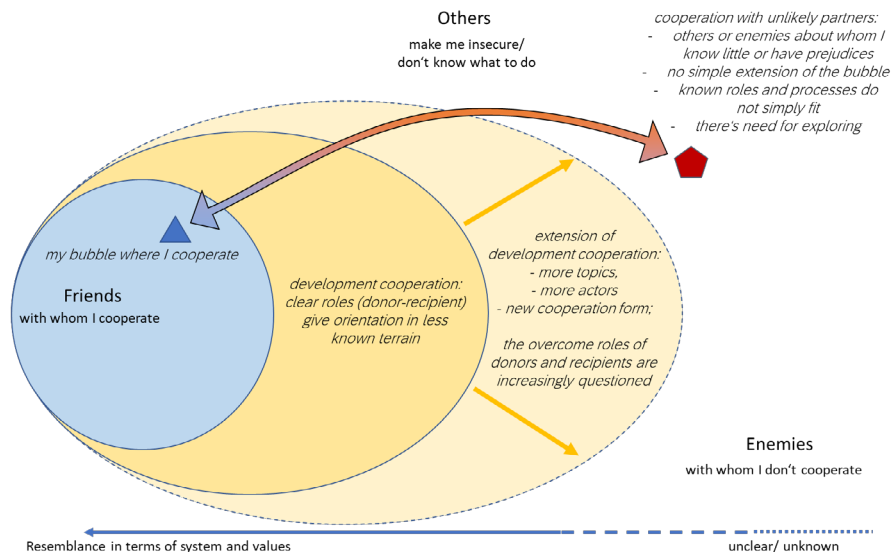 Others
make me insecure/
don't know what to do
cooperation with unlikely partners:
- others or enemies about whom I
know little or have prejudices
- no simple extension of the bubble
- known roles and processes do
not simply fit
- there's need for exploring
my bubble where I cooperate
Friends
with whom I cooperate
development cooperation:
clear roles (donor-recipient)
give orientation in less
known terrain
extension of
development cooperation:
- more topics,
- more actors
- new cooperation form;
the overcome roles of
donors and recipients are
increasingly questioned
Enemies
with whom I don't cooperate
Resemblance in terms of system and values
unclear/ unknown